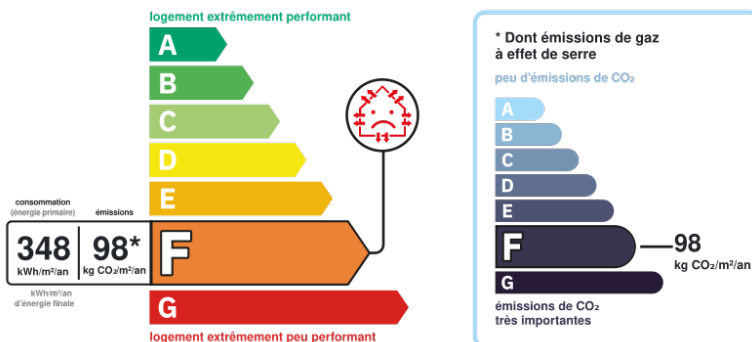 logement extrêmement performant
A
B
C
D
E
consommation
(énergie primaire)
émissions
348
kWh/m²/an
98*
kg CO₂/m²/an
F
kWh/m²/an
d'énergie finale
G
logement extrêmement peu performant
* Dont émissions de gaz
à effet de serre
peu d'émissions de CO₂
A
B
C
D
E
F
98
kg CO₂/m²/an
G
émissions de CO₂
très importantes